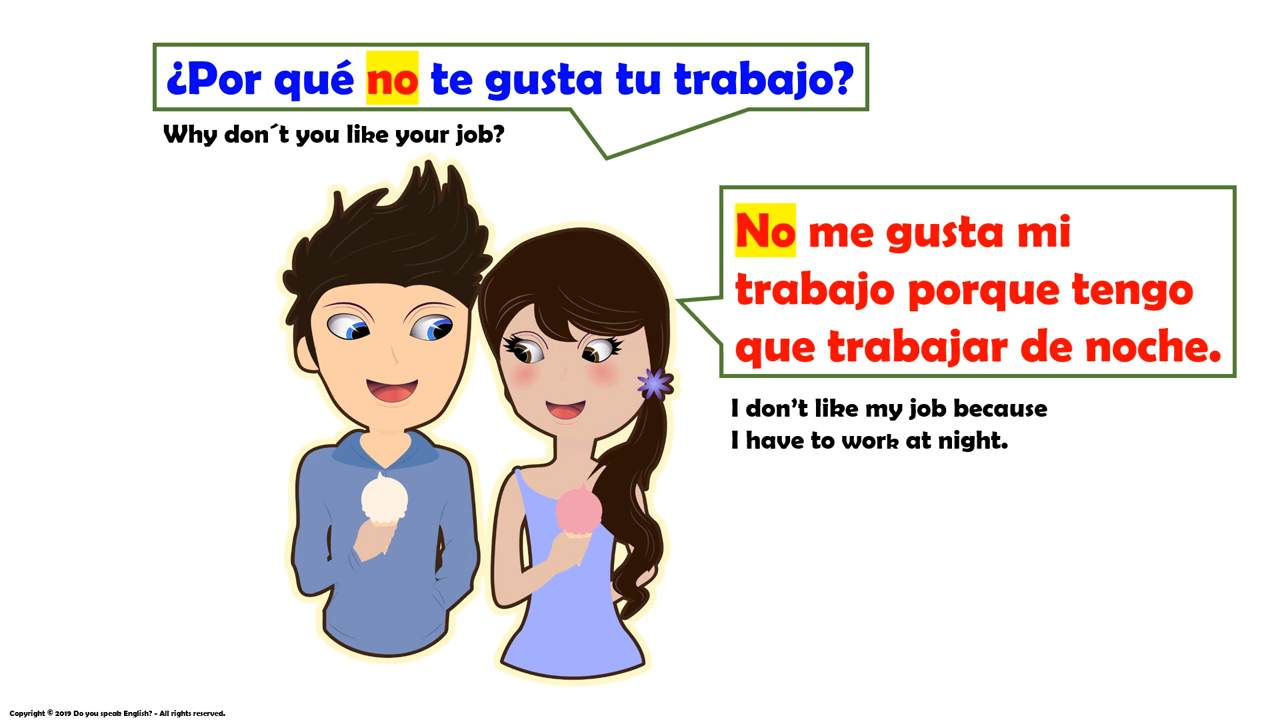 ¿Por qué no te gusta tu trabajo?
Why don´t you like your job?
No me gusta mi
trabajo porque tengo
que trabajar de noche.
I don’t like my job because
I have to work at night.
Copyright © 2019 Do you speak English? - All rights reserved.